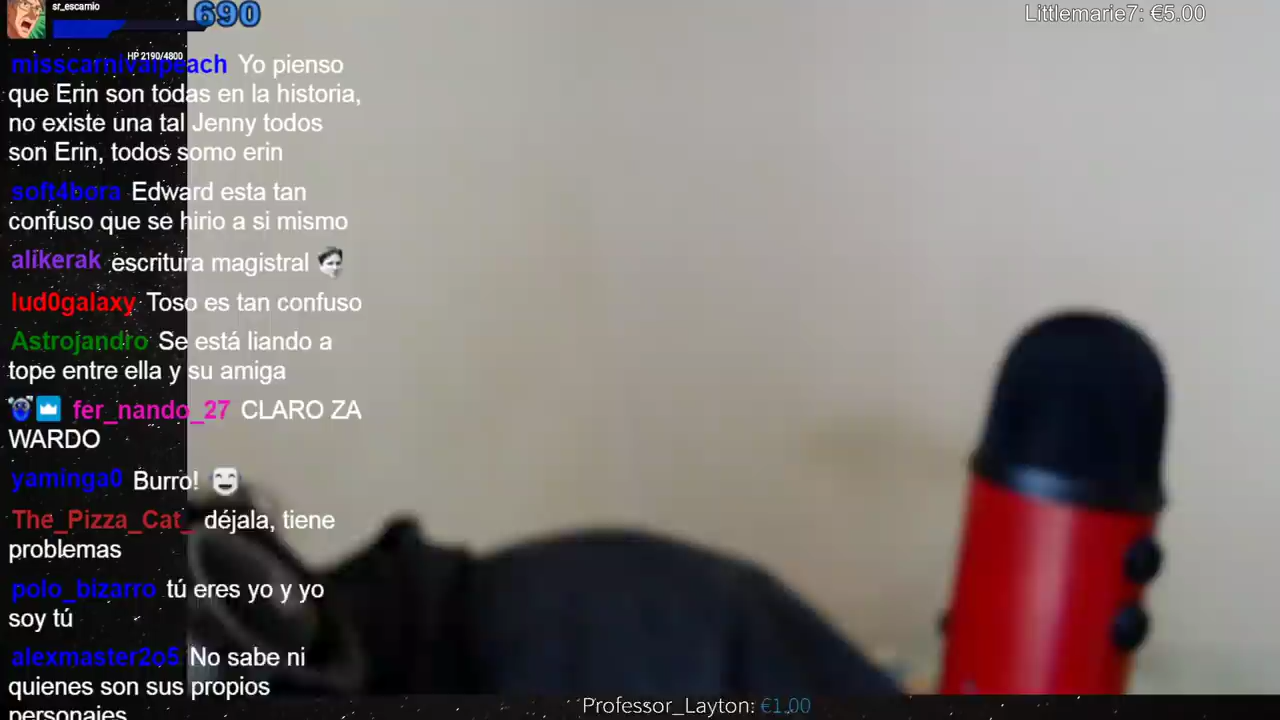 sr_escarnio
690
Littlemarie7: €5.00
HP 2190/4800
misscarnivalpeach Yo pienso
que Erin son todas en la historia,
no existe una tal Jenny todos
son Erin, todos somo erin
soft4bora Edward esta tan
confuso que se hirio a si mismo
alikerak escritura magistral
lud0galaxy Toso es tan confuso
Astrojandro Se está liando a
tope entre ella y su amiga
fer_nando_27 CLARO ZA
WARDO
yaminga0 Burro!
The_Pizza_Cat_ déjala, tiene
problemas
polo_bizarro tú eres yo y yo
soy tú
alexmaster2o5 No sabe ni
quienes son sus propios
personajes
Professor_Layton: €1.00